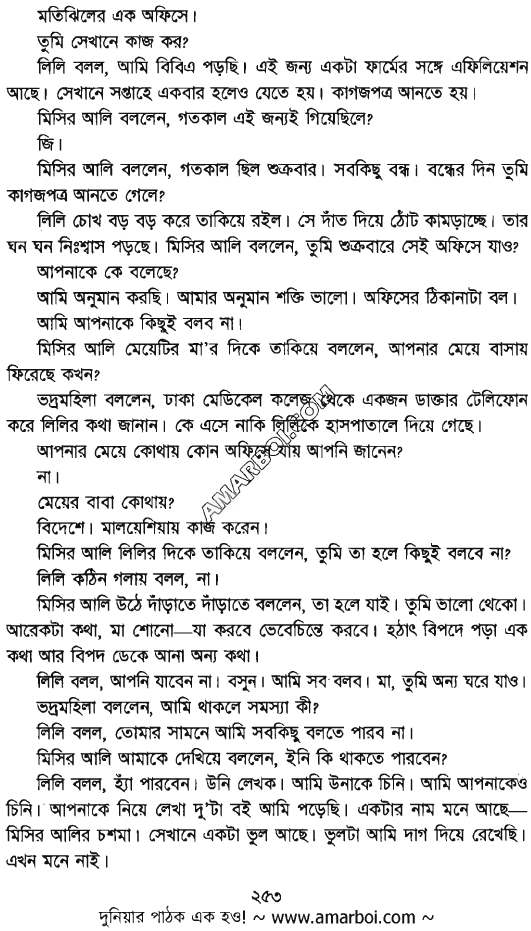 মতিঝিলের এক অফিসে।
তুমি সেখানে কাজ কর?
লিলি বলল, আমি বিবিএ পড়ছি। এই জন্য একটা ফার্মের সঙ্গে এফিলিয়েশন
আছে। সেখানে সপ্তাহে একবার হলেও যেতে হয়। কাগজপত্র আনতে হয়।
মিসির আলি বললেন, গতকাল এই জন্যই গিয়েছিলে?
জি।
মিসির আলি বললেন, গতকাল ছিল শুক্রবার। সবকিছু বন্ধ। বন্ধের দিন তুমি
কাগজপত্র আনতে গেলে?
লিলি চোখ বড় বড় করে তাকিয়ে রইল। সে দাঁত দিয়ে ঠোঁট কামড়াচ্ছে। তার
ঘন ঘন নিঃশ্বাস পড়ছে। মিসির আলি বললেন, তুমি শুক্রবারে সেই অফিসে যাও?
আপনাকে কে বলেছে?
আমি অনুমান করছি। আমার অনুমান শক্তি ভালো। অফিসের ঠিকানাটা বল।
আমি আপনাকে কিছুই বলব না।
মিসির আলি মেয়েটির মা'র দিকে তাকিয়ে বললেন, আপনার মেয়ে বাসায়
ফিরেছে কখন?
ভদ্রমহিলা বললেন, ঢাকা মেডিকেল কলেজ থেকে একজন ডাক্তার টেলিফোন
করে লিলির কথা জানান। কে এসে নাকি লিলিকে হাসপাতালে দিয়ে গেছে।
আপনার মেয়ে কোথায় কোন অফিসে যায় আপনি জানেন?
না।
মেয়ের বাবা কোথায়?
বিদেশে। মালয়েশিয়ায় কাজ করেন।
মিসির আলি লিলির দিকে তাকিয়ে বললেন, তুমি তা হলে কিছুই বলবে না?
লিলি কঠিন গলায় বলল, না।
মিসির আলি উঠে দাঁড়াতে দাঁড়াতে বললেন, তা হলে যাই। তুমি ভালো থেকো।
আরেকটা কথা, মা শোনো—যা করবে ভেবেচিন্তে করবে। হঠাৎ বিপদে পড়া এক
কথা আর বিপদ ডেকে আনা অন্য কথা।
লিলি বলল, আপনি যাবেন না। বসুন। আমি সব বলব। মা, তুমি অন্য ঘরে যাও।
ভদ্রমহিলা বললেন, আমি থাকলে সমস্যা কী?
লিলি বলল, তোমার সামনে আমি সবকিছু বলতে পারব না।
মিসির আলি আমাকে দেখিয়ে বললেন, ইনি কি থাকতে পারবেন?
লিলি বলল, হ্যাঁ পারবেন। উনি লেখক। আমি উনাকে চিনি। আমি আপনাকেও
চিনি। আপনাকে নিয়ে লেখা দু'টা বই আমি পড়েছি। একটার নাম মনে আছে—
মিসির আলির চশমা। সেখানে একটা ভুল আছে। ভুলটা আমি দাগ দিয়ে রেখেছি।
এখন মনে নাই।
AMARBOI.COM
২৫৩
দুনিয়ার পাঠক এক হও! ~ www.amarboi.com ~